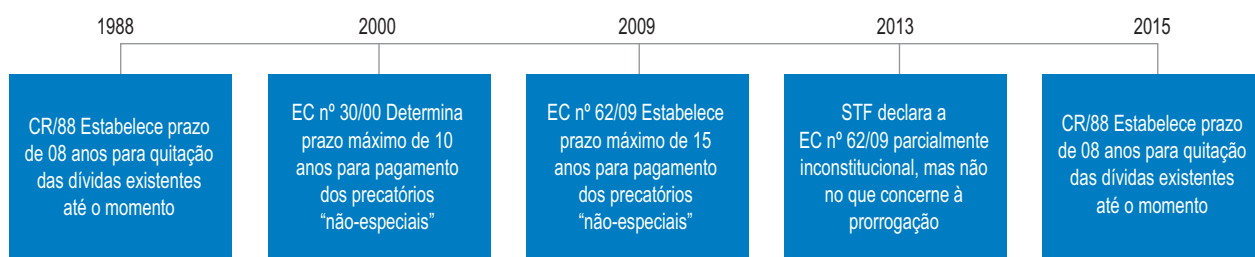 1988
2000
2009
2013
2015
CR/88 Estabelece prazo
de 08 anos para quitação
das dívidas existentes
até o momento
EC nº 30/00 Determina
prazo máximo de 10
anos para pagamento
dos precatórios
“não-especiais”
EC nº 62/09 Estabelece
prazo máximo de 15
anos para pagamento
dos precatórios
“não-especiais”
STF declara a
EC nº 62/09 parcialmente
inconstitucional, mas não
no que concerne à
prorrogação
CR/88 Estabelece prazo
de 08 anos para quitação
das dívidas existentes
até o momento